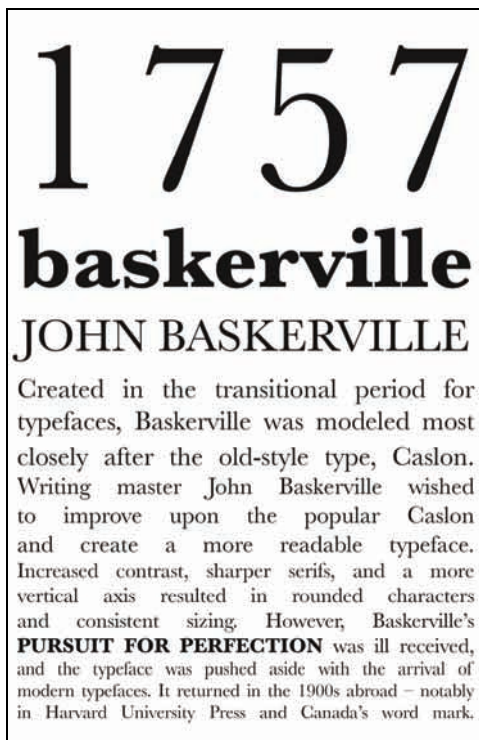 1757
baskerville
JOHN BASKERVILLE
Created in the transitional period for
typefaces, Baskerville was modeled most
closely after the old-style type, Caslon.
Writing master John Baskerville wished
to improve upon the popular Caslon
and create a more readable typeface.
Increased contrast, sharper serifs, and a more
vertical axis resulted in rounded characters
and consistent sizing. However, Baskerville's
PURSUIT FOR PERFECTION was ill received,
and the typeface was pushed aside with the arrival of
modern typefaces. It returned in the 1900s abroad – notably
in Harvard University Press and Canada's word mark.